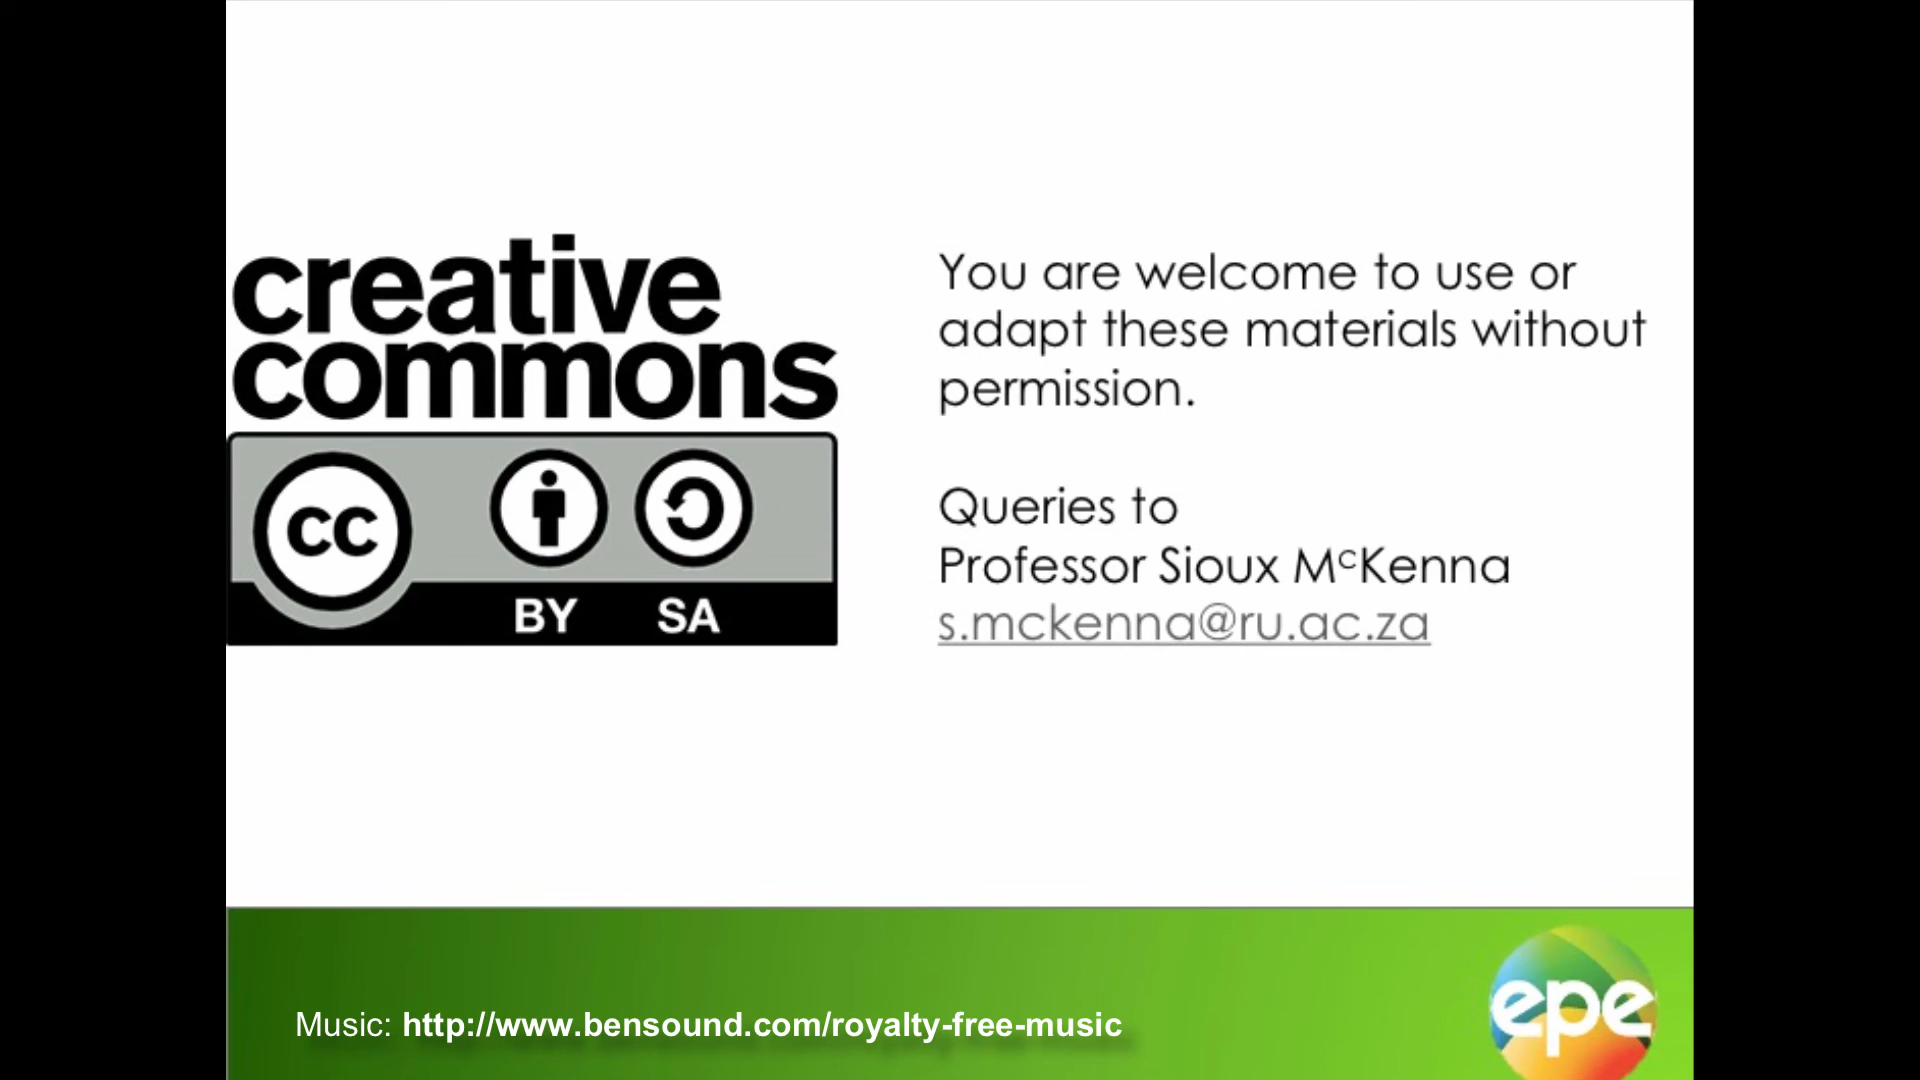 creative
commons
cc
BY SA
You are welcome to use or
adapt these materials without
permission.
Queries to
Professor Sioux McKenna
s.mckenna@ru.ac.za
Music: http://www.bensound.com/royalty-free-music
epe